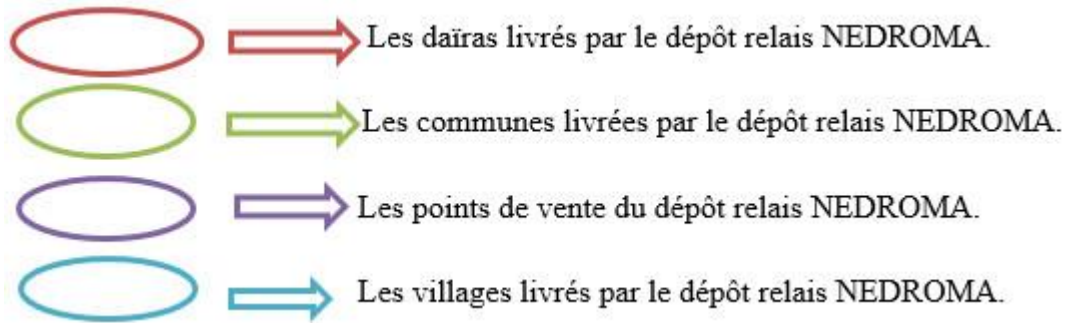 Les daïras livrés par le dépôt relais NEDROMA.
Les communes livrées par le dépôt relais NEDROMA.
Les points de vente du dépôt relais NEDROMA.
Les villages livrés par le dépôt relais NEDROMA.